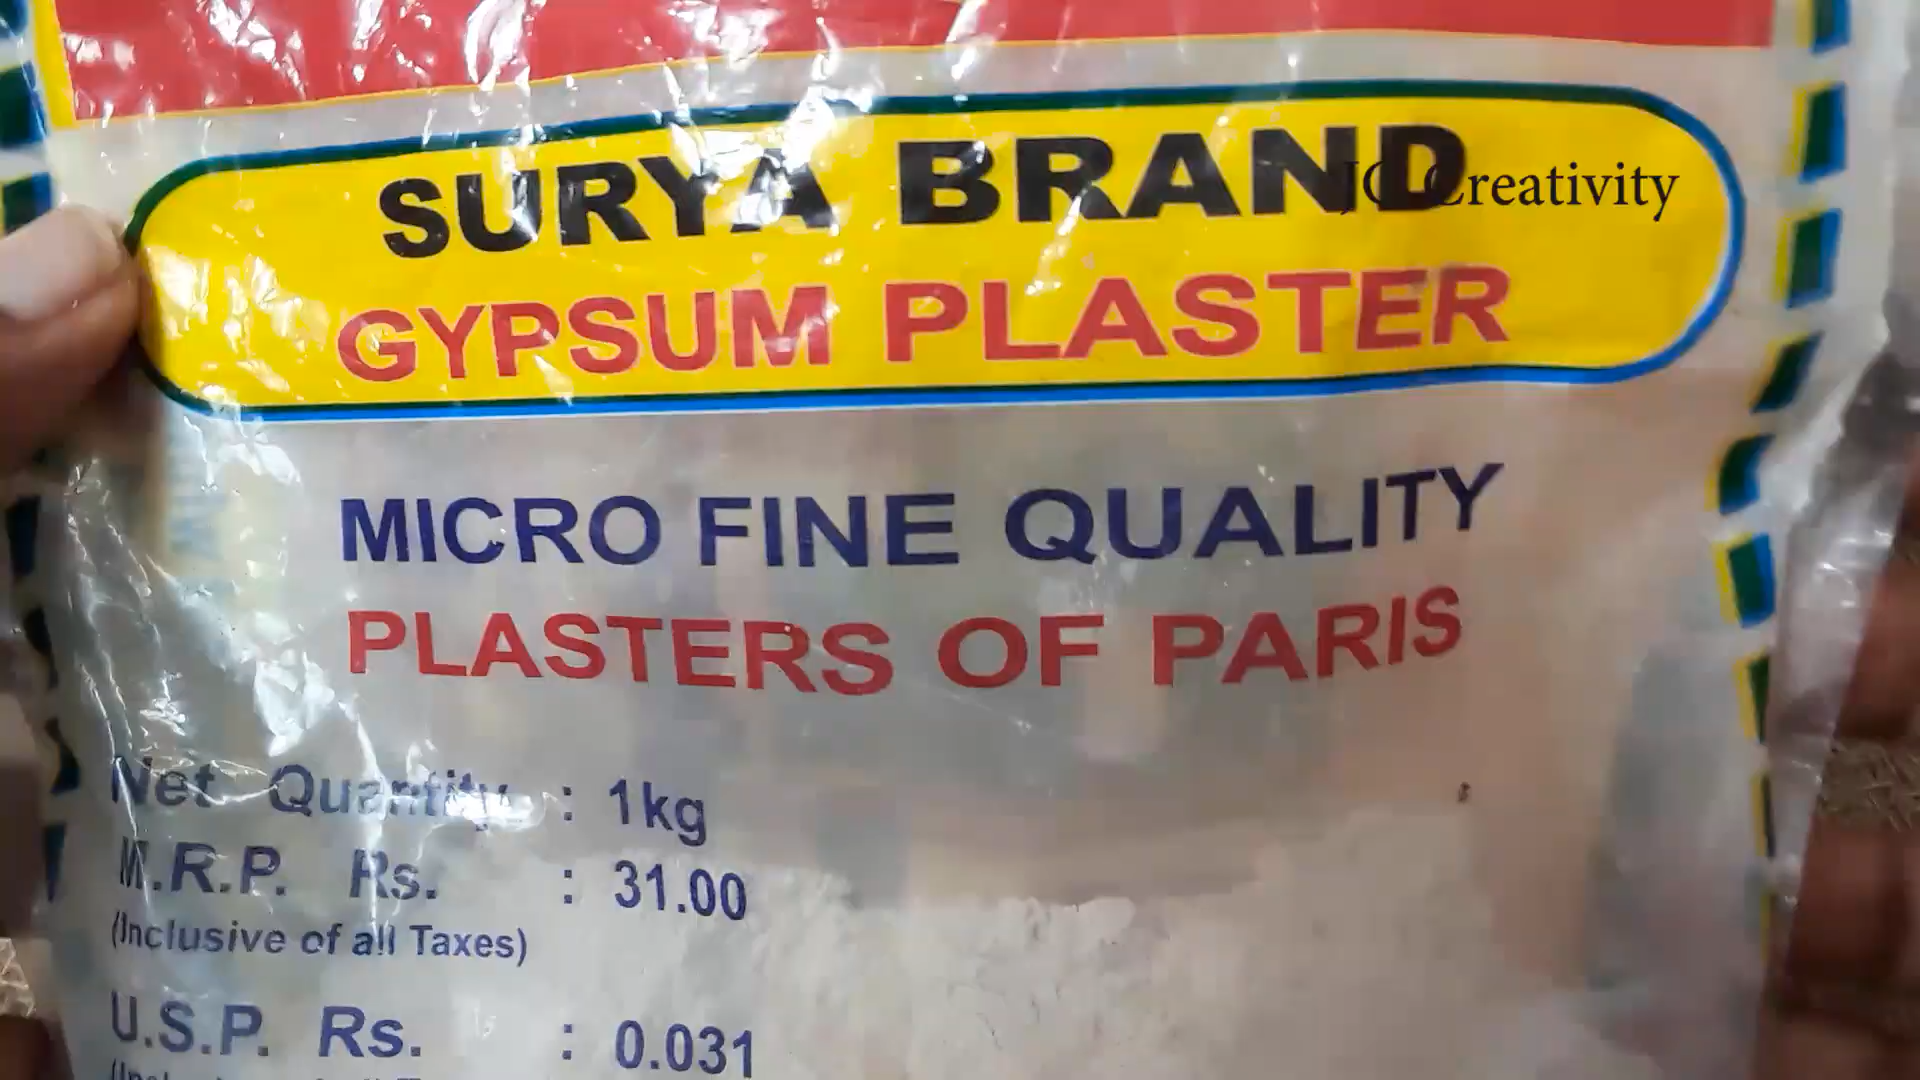 SURYA BRAND
JC Creativity
GYPSUM PLASTER
MICRO FINE QUALITY
PLASTERS OF PARIS
Net Quantity : 1kg
M.R.P. Rs. : 31.00
(Inclusive of all Taxes)
U.S.P. Rs. : 0.031